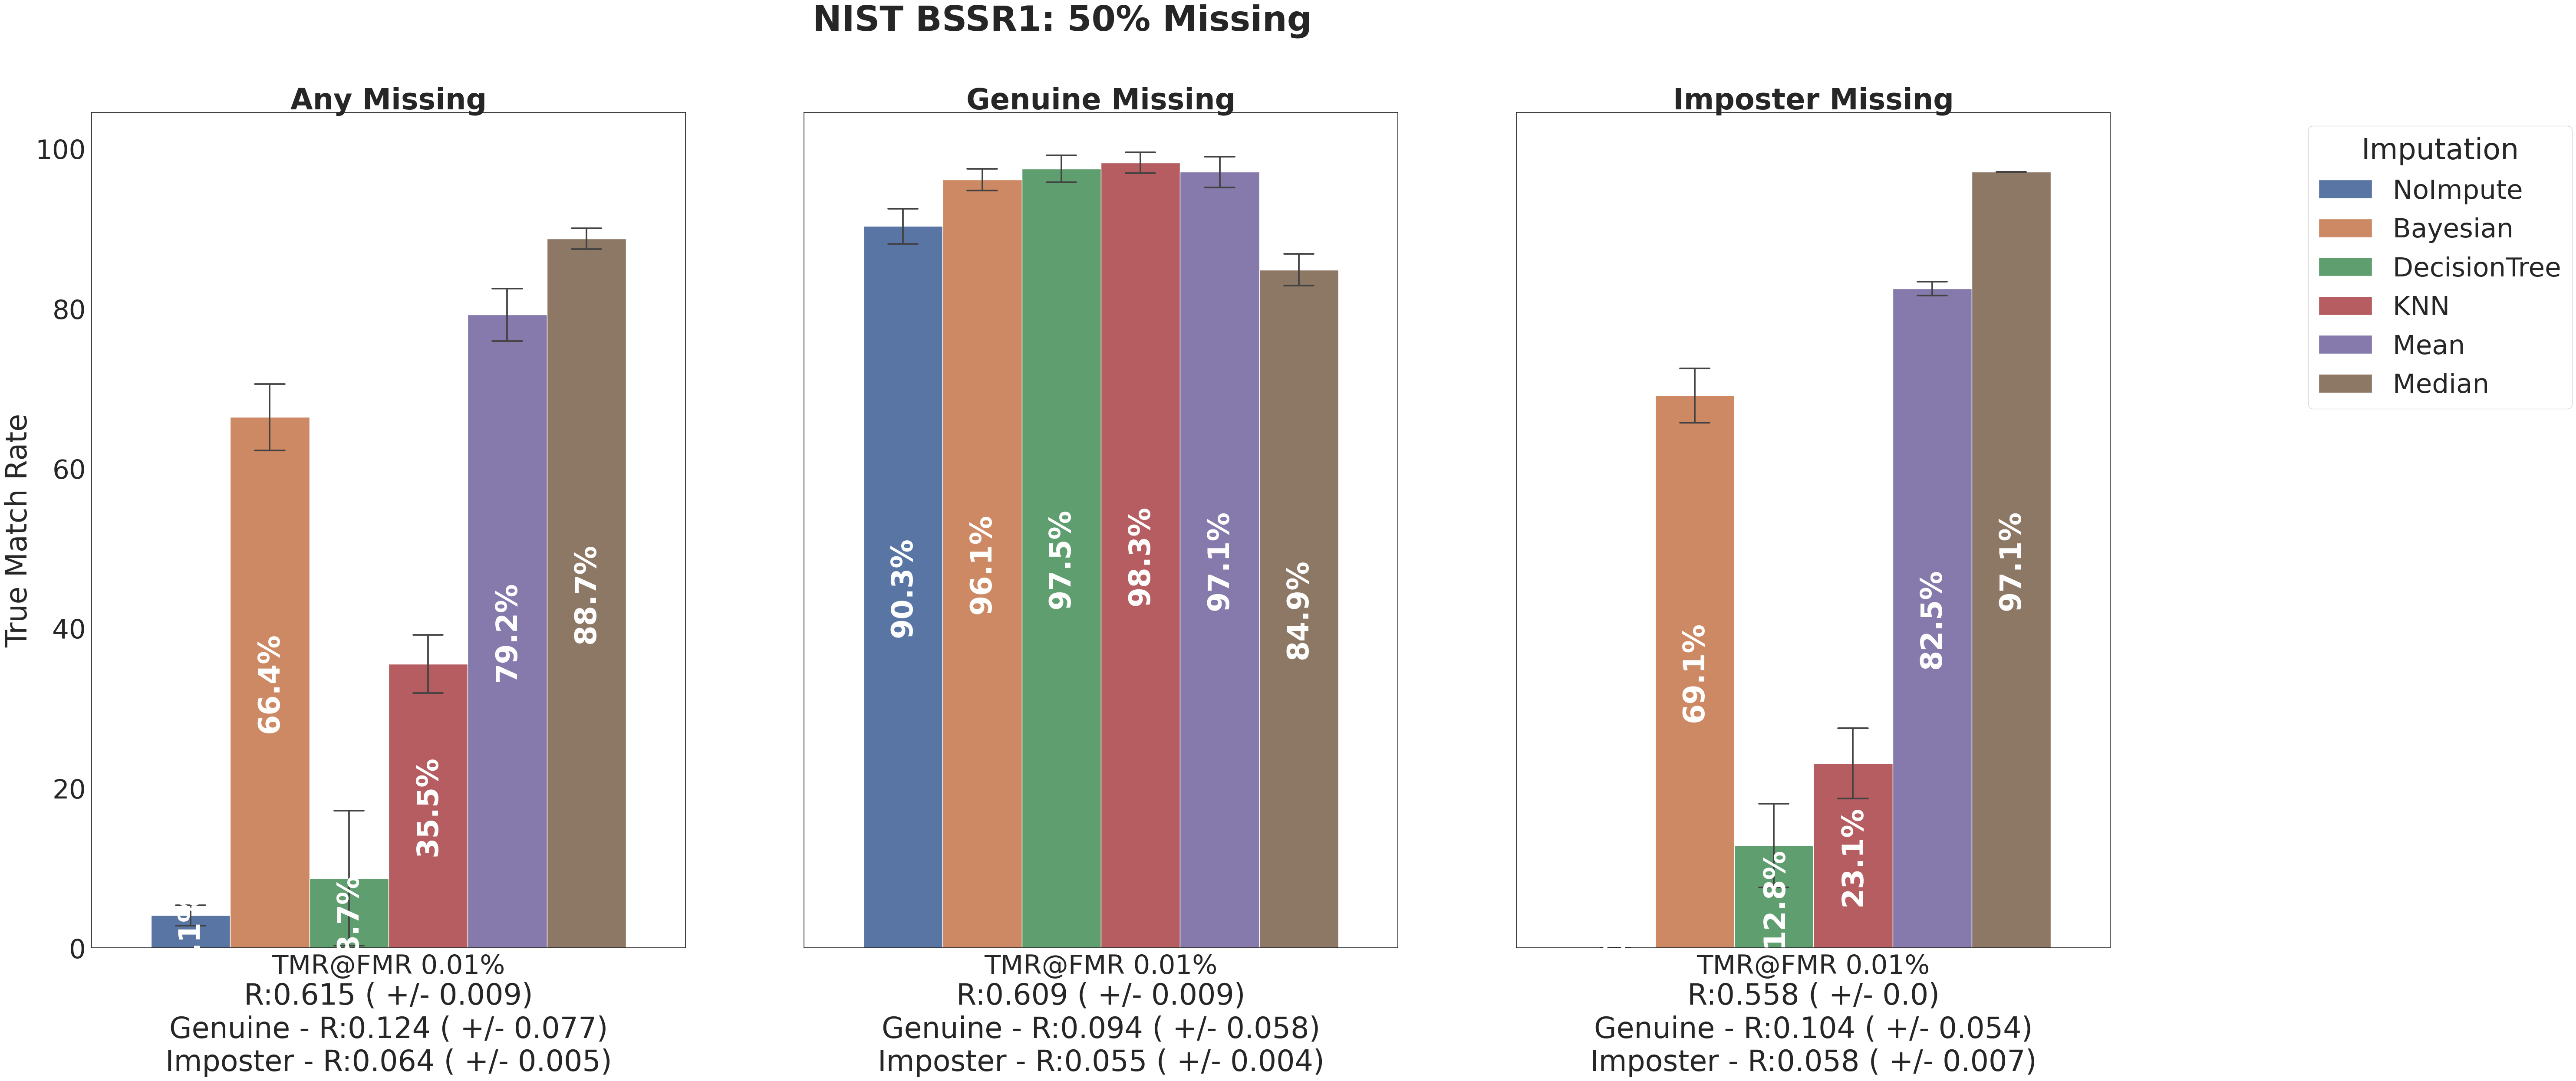 NIST BSSR1: 50% Missing
Any Missing
Genuine Missing
Imposter Missing
True Match Rate
100
80
60
40
20
0
66.4%
35.5%
79.2%
88.7%
90.3%
96.1%
97.5%
98.3%
97.1%
84.9%
69.1%
12.8%
23.1%
82.5%
97.1%
TMR@FMR 0.01%
R:0.615 ( +/- 0.009)
Genuine - R:0.124 ( +/- 0.077)
Imposter - R:0.064 ( +/- 0.005)
TMR@FMR 0.01%
R:0.609 ( +/- 0.009)
Genuine - R:0.094 ( +/- 0.058)
Imposter - R:0.055 ( +/- 0.004)
TMR@FMR 0.01%
R:0.558 ( +/- 0.0)
Genuine - R:0.104 ( +/- 0.054)
Imposter - R:0.058 ( +/- 0.007)
Imputation
NoImpute
Bayesian
DecisionTree
KNN
Mean
Median